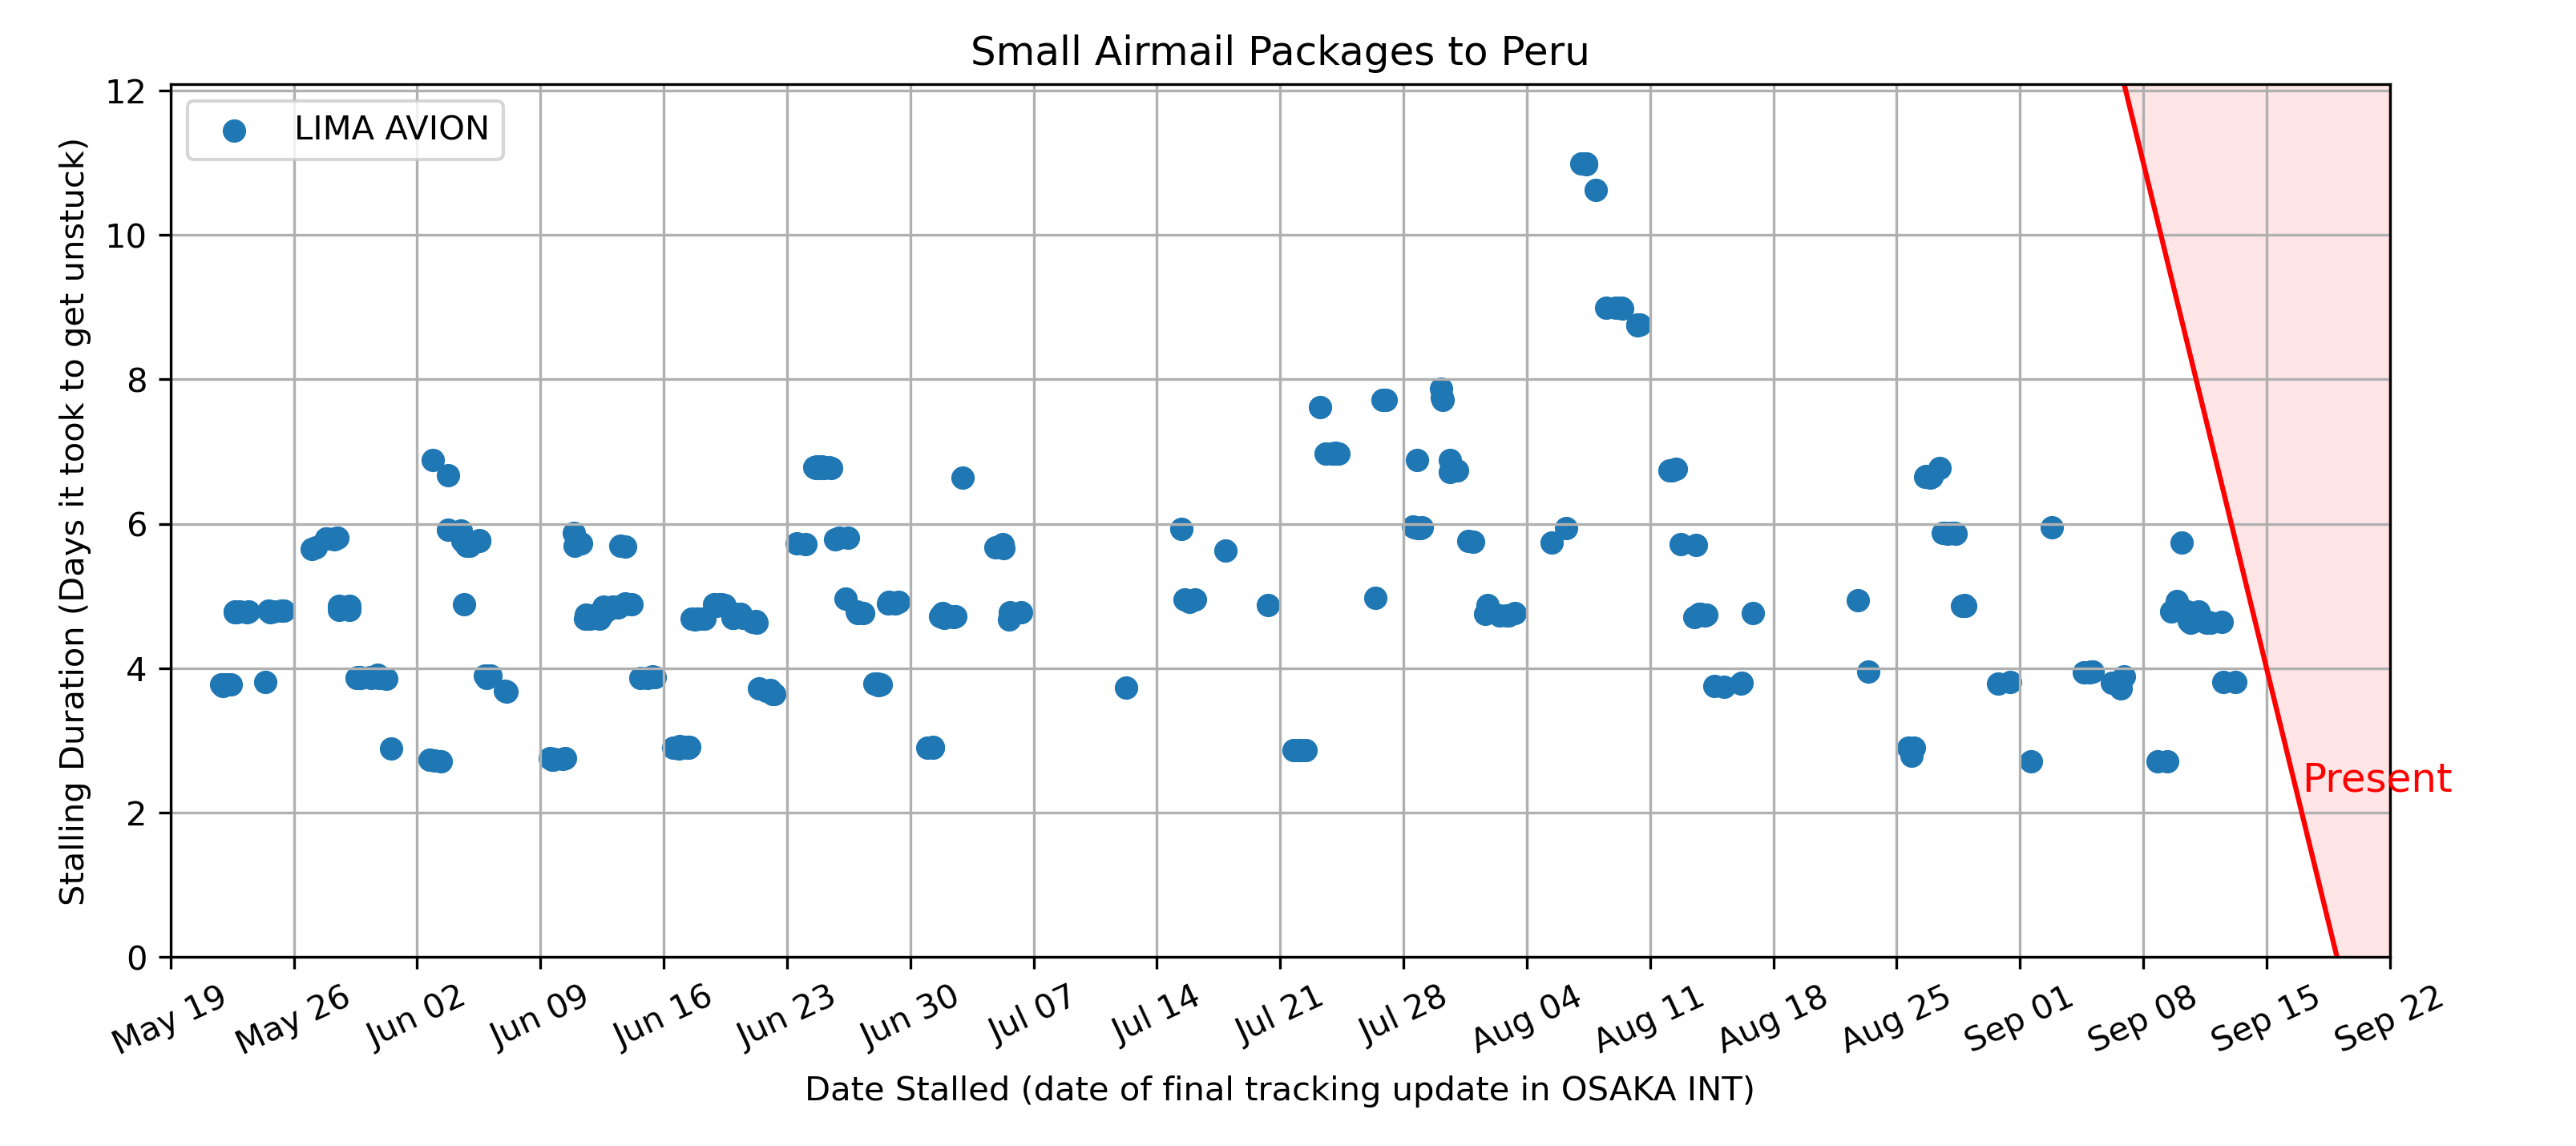 Small Airmail Packages to Peru
LIMA AVION
Stalling Duration (Days it took to get unstuck)
12
10
8
6
4
2
0
Present
May 19
May 26
Jun 02
Jun 09
Jun 16
Jun 23
Jun 30
Jul 07
Jul 14
Jul 21
Jul 28
Aug 04
Aug 11
Aug 18
Aug 25
Sep 01
Sep 08
Sep 15
Sep 22
Date Stalled (date of final tracking update in OSAKA INT)